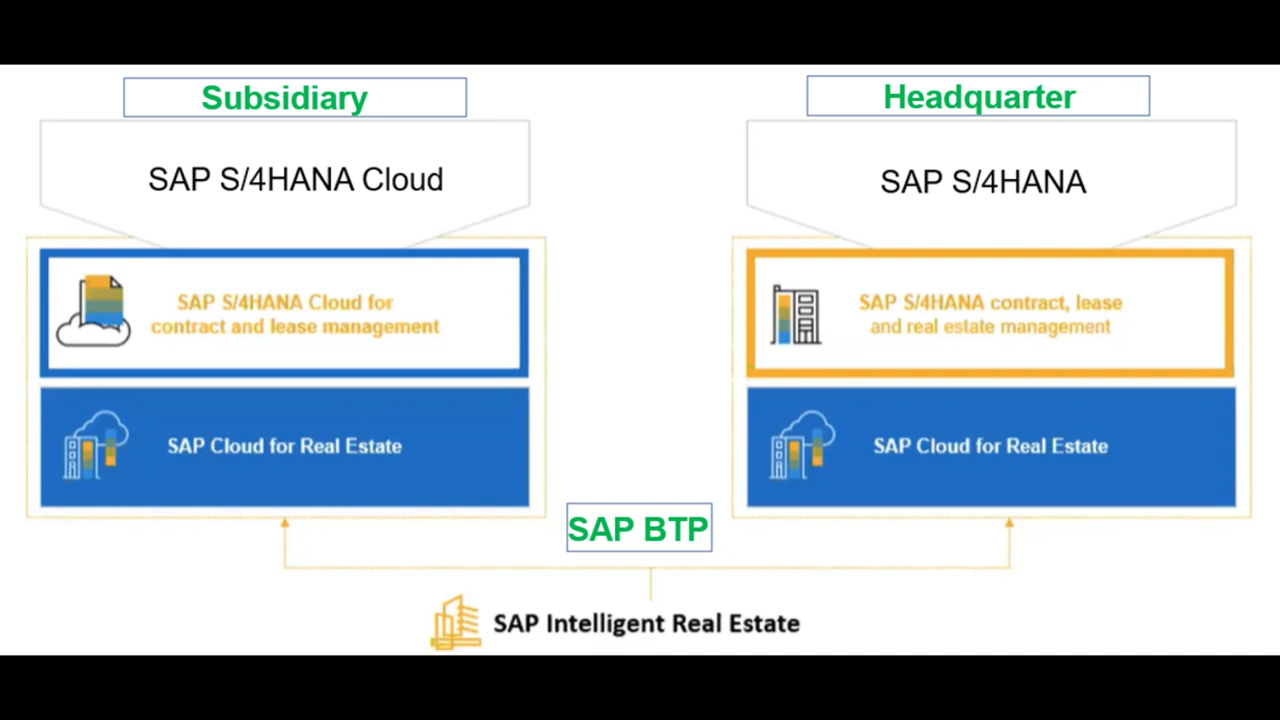 Subsidiary
SAP S/4HANA Cloud
SAP S/4HANA Cloud for
contract and lease management
SAP Cloud for Real Estate
Headquarter
SAP S/4HANA
SAP S/4HANA contract, lease
and real estate management
SAP Cloud for Real Estate
SAP BTP
SAP Intelligent Real Estate